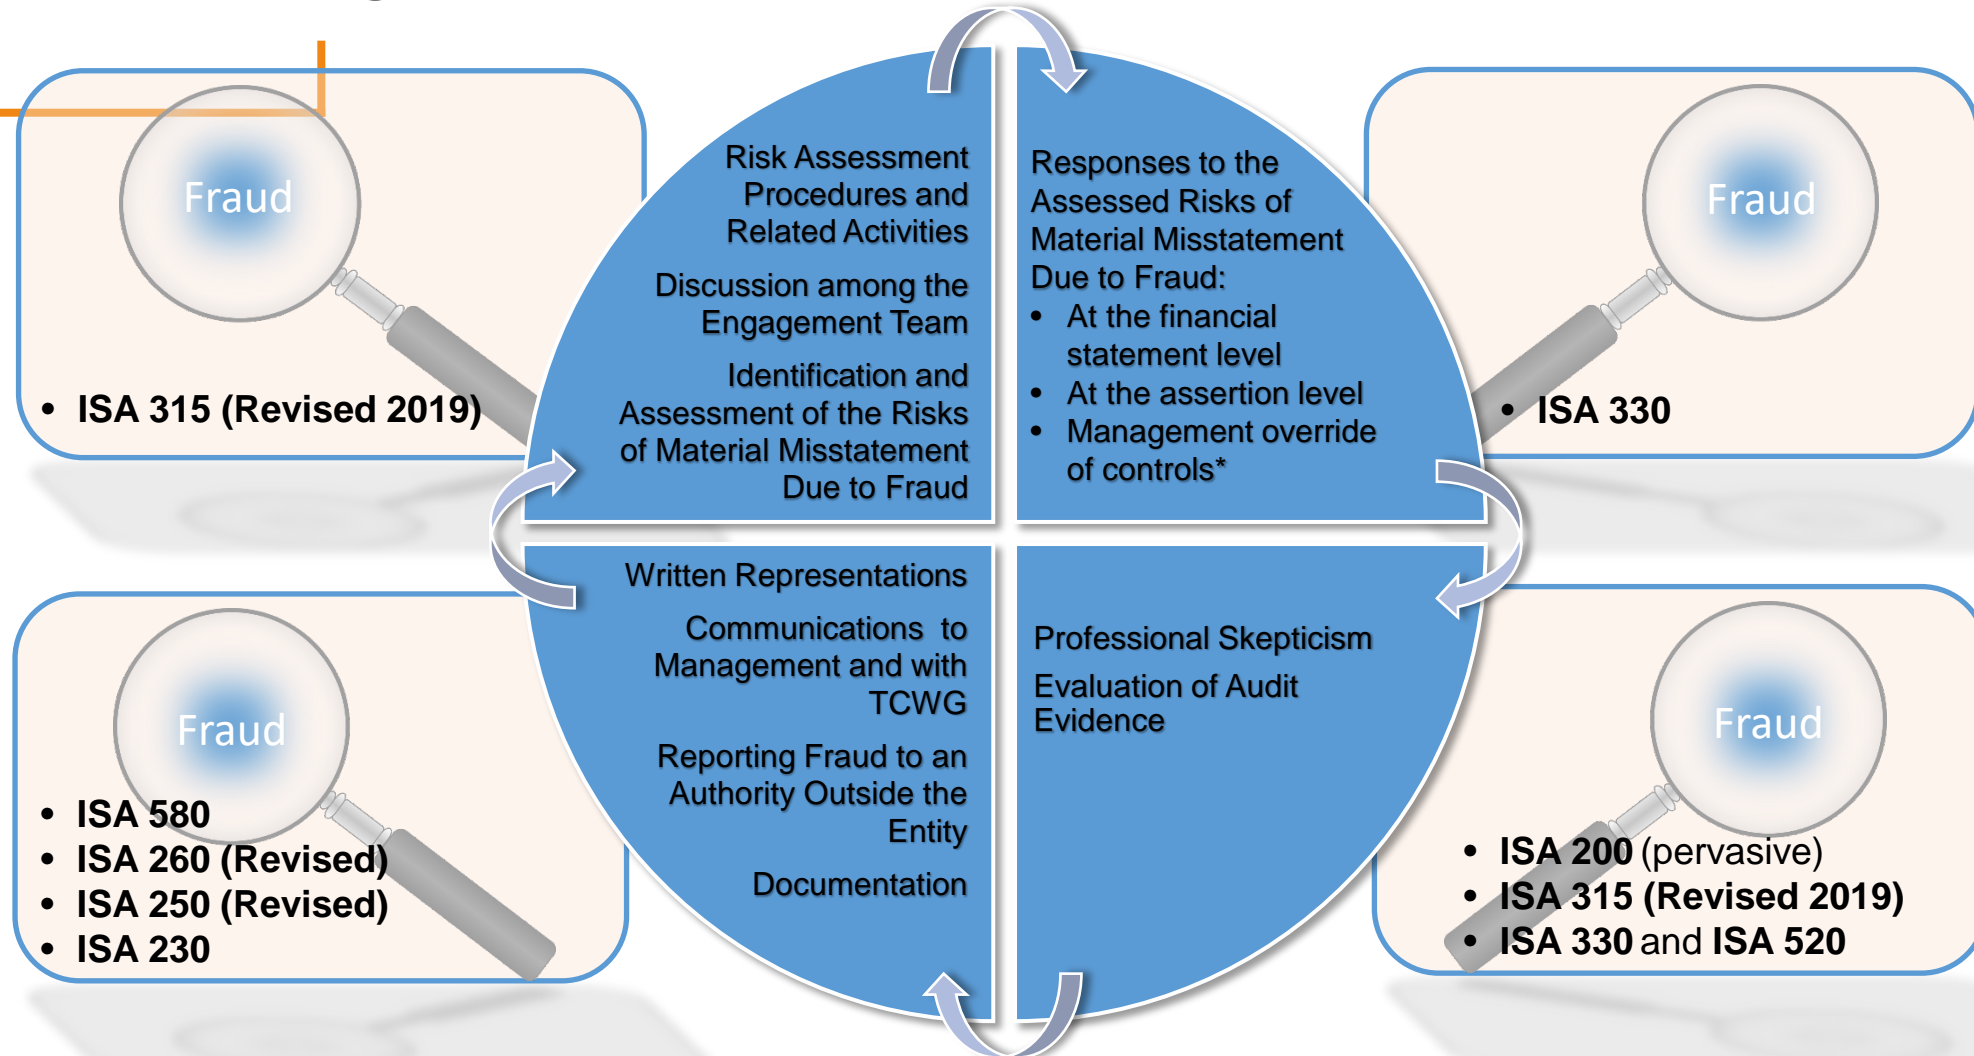 Fraud
• ISA 315 (Revised 2019)
Risk Assessment
Procedures and
Related Activities
Discussion among the
Engagement Team
Identification and
Assessment of the Risks
of Material Misstatement
Due to Fraud
Responses to the
Assessed Risks of
Material Misstatement
Due to Fraud:
• At the financial
statement level
• At the assertion level
• Management override
of controls*
Fraud
• ISA 330
Fraud
• ISA 580
• ISA 260 (Revised)
• ISA 250 (Revised)
• ISA 230
Written Representations
Communications to
Management and with
TCWG
Reporting Fraud to an
Authority Outside the
Entity
Documentation
Professional Skepticism
Evaluation of Audit
Evidence
Fraud
• ISA 200 (pervasive)
• ISA 315 (Revised 2019)
• ISA 330 and ISA 520